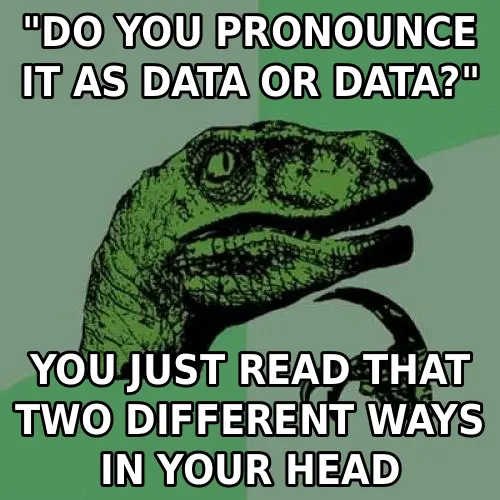 "DO YOU PRONOUNCE
IT AS DATA OR DATA?"
YOU JUST READ THAT
TWO DIFFERENT WAYS
IN YOUR HEAD